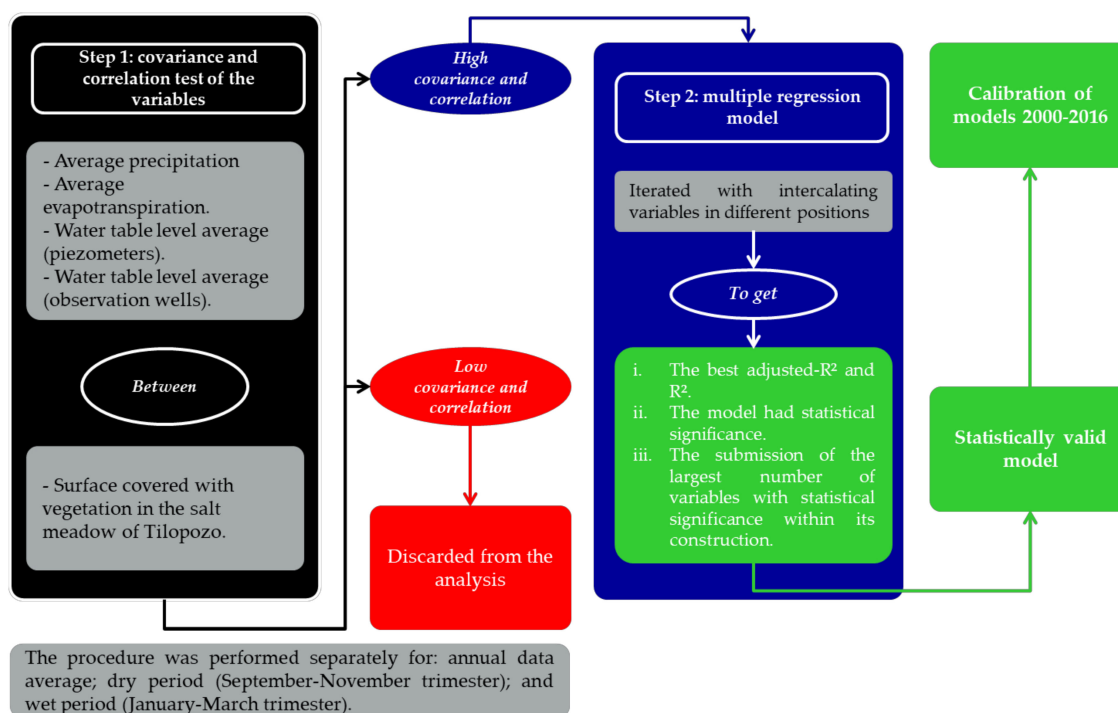 Step 1: covariance and
correlation test of the
variables
- Average precipitation
- Average
evapotranspiration.
- Water table level average
(piezometers).
- Water table level average
(observation wells).
Between
- Surface covered with
vegetation in the salt
meadow of Tilopozo.
The procedure was performed separately for: annual data
average; dry period (September-November trimester); and
wet period (January-March trimester).
High
covariance and
correlation
Low
covariance and
correlation
Discarded from the
analysis
Step 2: multiple regression
model
Iterated with intercalating
variables in different positions
To get
i. The best adjusted-R² and
R².
ii. The model had statistical
significance.
iii. The submission of the
largest number of
variables with statistical
significance within its
construction.
Calibration of
models 2000-2016
Statistically valid
model